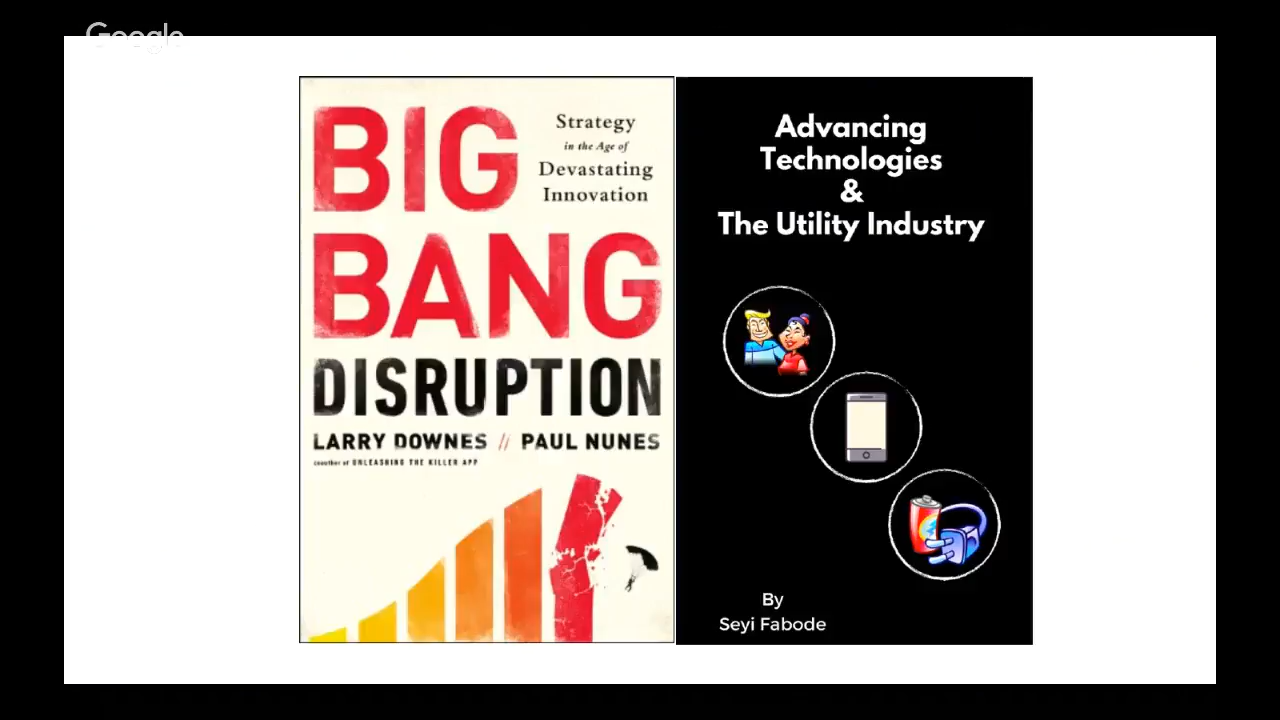 Google
BIG
BANG
DISRUPTION
Strategy
in the Age of
Devastating
Innovation
LARRY DOWNES // PAUL NUNES
coauthor of UNLEASHING THE KILLER APP
Advancing
Technologies
&
The Utility Industry
By
Seyi Fabode